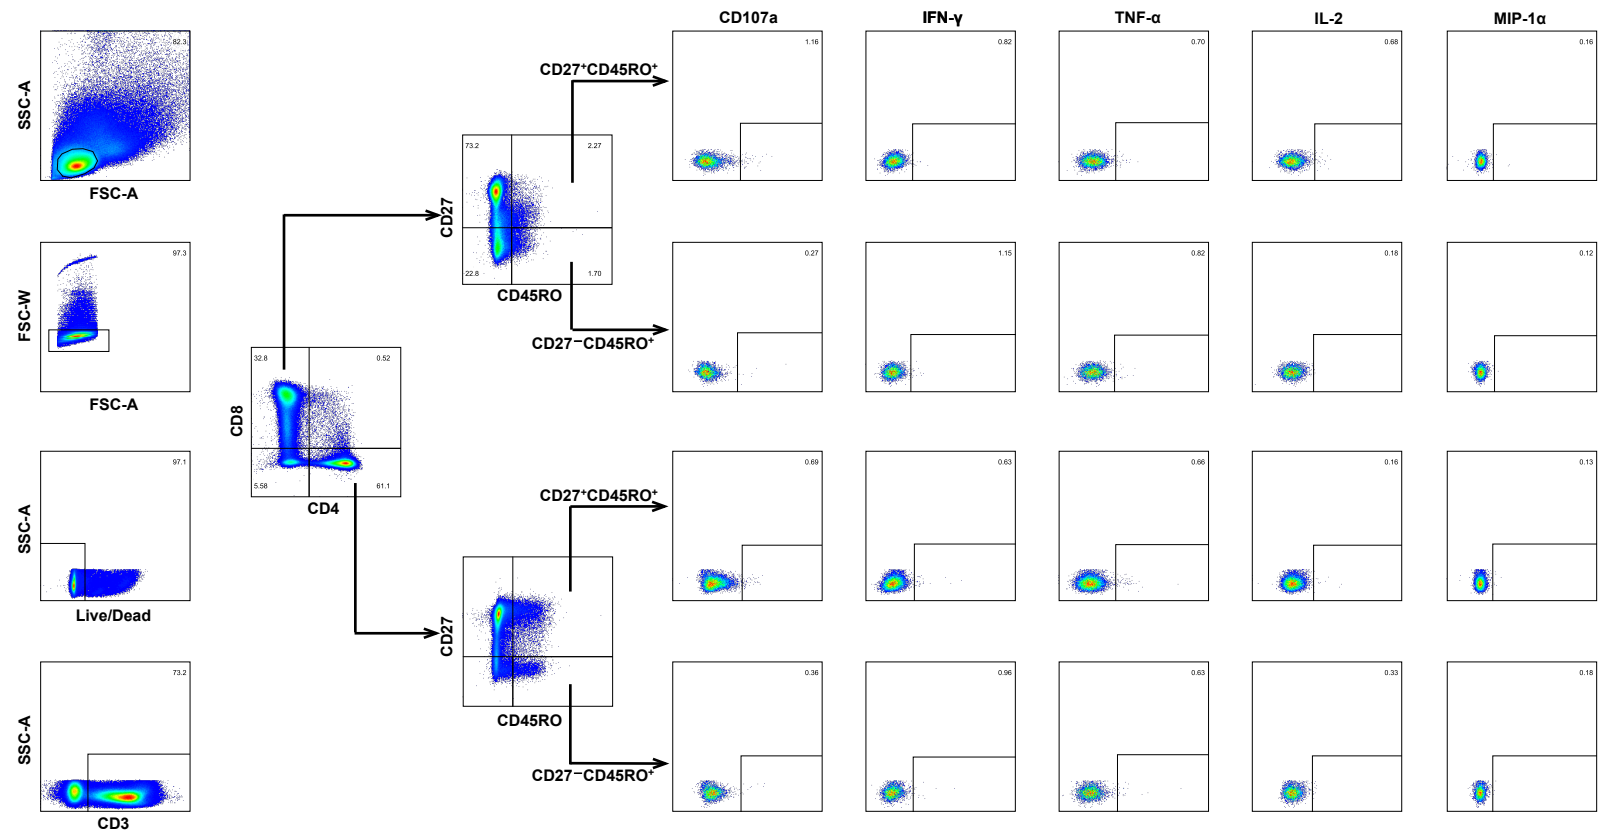 CD107a
IFN-γ
TNF-α
IL-2
MIP-1α
SSC-A
82.3
FSC-A
CD27⁺CD45RO⁺
1.16
0.82
0.70
0.68
0.16
73.2
2.27
CD27
22.8
1.70
CD45RO
FSC-W
97.3
FSC-A
CD27⁻CD45RO⁺
0.27
1.15
0.82
0.18
0.12
32.8
0.52
CD8
5.58
61.1
CD4
SSC-A
97.1
Live/Dead
CD27⁺CD45RO⁺
0.69
0.63
0.66
0.16
0.13
CD27
CD45RO
SSC-A
73.2
CD3
CD27⁻CD45RO⁺
0.36
0.96
0.63
0.33
0.18